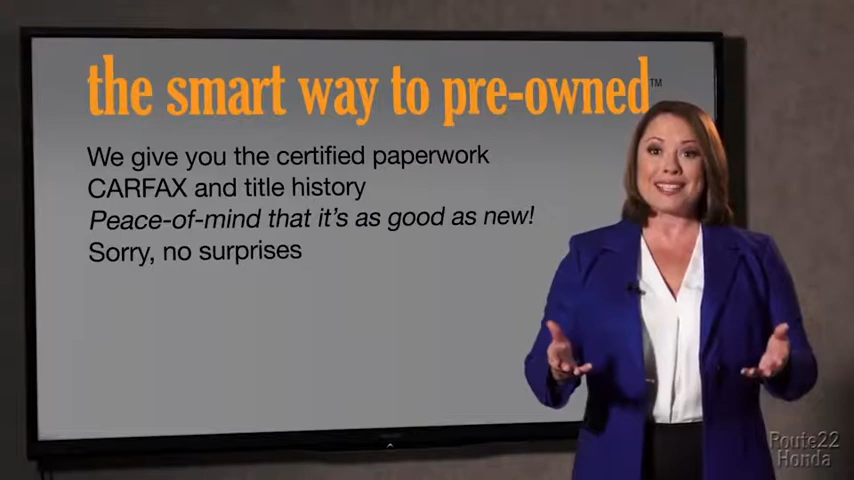 the smart way to pre-owned™
We give you the certified paperwork
CARFAX and title history
Peace-of-mind that it's as good as new!
Sorry, no surprises
Route22
Honda